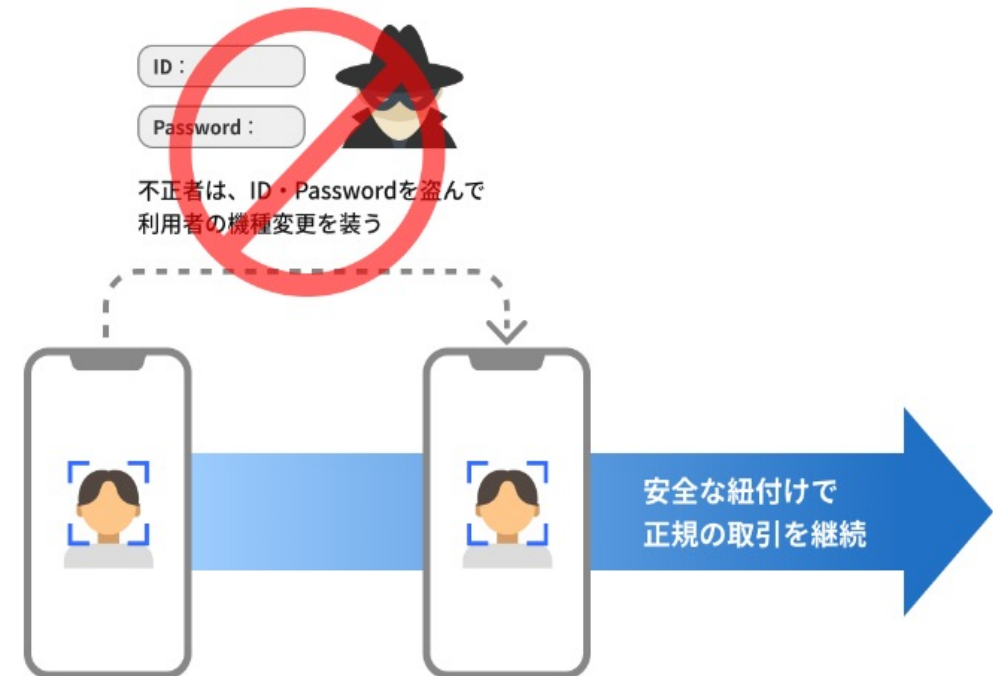 ID：
Password：
不正者は、ID・Passwordを盗んで
利用者の機種変更を装う
安全な紐付けで
正規の取引を継続